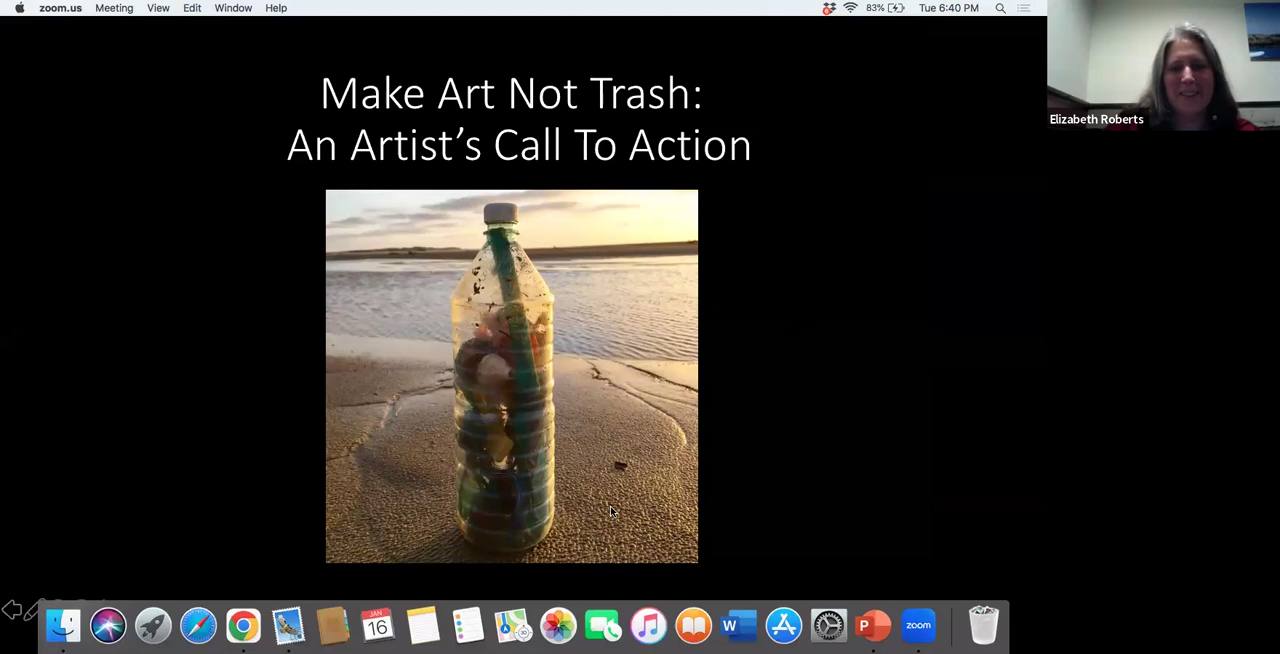 zoom.us Meeting View Edit Window Help 83% Tue 6:40 PM
Elizabeth Roberts
Make Art Not Trash:
An Artist’s Call To Action
JAN
16
W
P
zoom